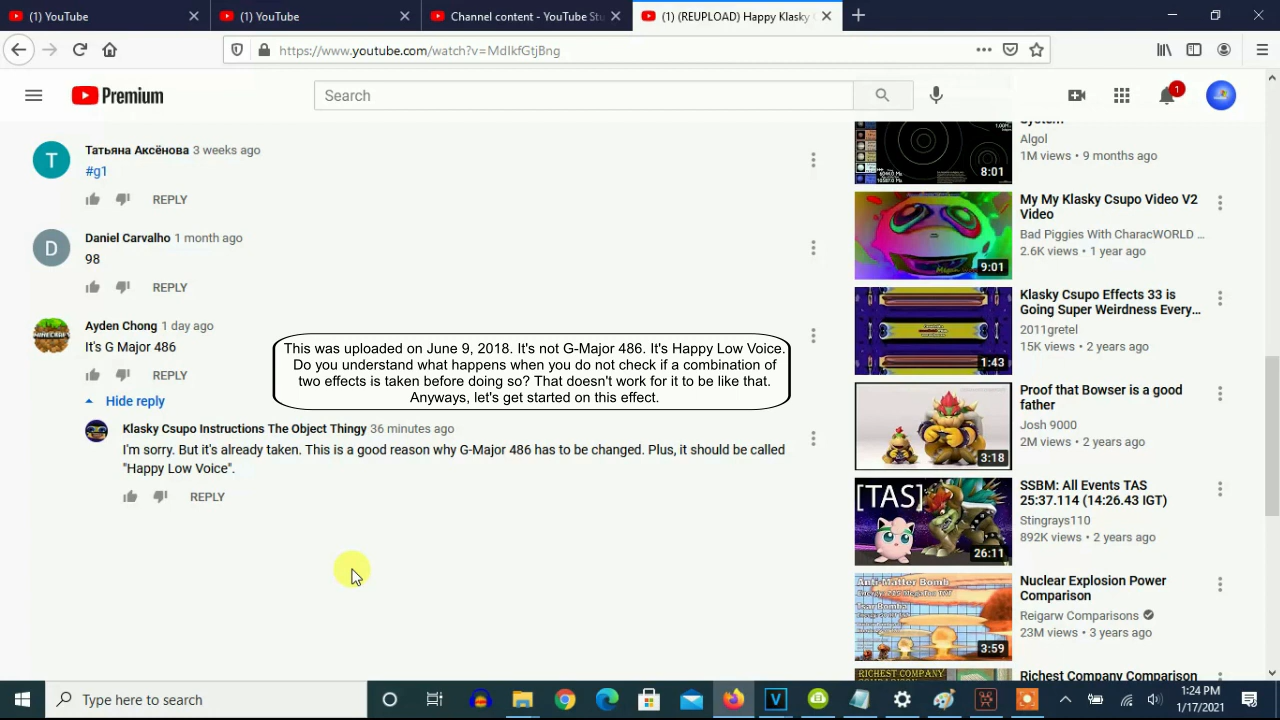 (1) YouTube
(1) YouTube
Channel content - YouTube Stu
(1) (REUPLOAD) Happy Klasky
https://www.youtube.com/watch?v=MdIkfGtjBng
Premium
Search
1
T
Татьяна Аксёнова 3 weeks ago
#g1
REPLY
D
Daniel Carvalho 1 month ago
98
REPLY
Ayden Chong 1 day ago
It's G Major 486
REPLY
Hide reply
This was uploaded on June 9, 2018. It's not G-Major 486. It's Happy Low Voice.
Do you understand what happens when you do not check if a combination of
two effects is taken before doing so? That doesn't work for it to be like that.
Anyways, let's get started on this effect.
Klasky Csupo Instructions The Object Thingy 36 minutes ago
I'm sorry. But it's already taken. This is a good reason why G-Major 486 has to be changed. Plus, it should be called
"Happy Low Voice".
REPLY
System
Algol
1M views • 9 months ago
8:01
My My Klasky Csupo Video V2
Video
Bad Piggies With CharacWORLD ...
2.6K views • 1 year ago
9:01
Klasky Csupo Effects 33 is
Going Super Weirdness Every...
2011gretel
15K views • 2 years ago
1:43
Proof that Bowser is a good
father
Josh 9000
2M views • 2 years ago
3:18
[TAS]
SSBM: All Events TAS
25:37.114 (14:26.43 IGT)
Stingrays110
892K views • 2 years ago
26:11
Anti-Matter Bomb
Tsar Bomba
Nuclear Explosion Power
Comparison
Reigarw Comparisons
23M views • 3 years ago
3:59
RICHEST COMPANY
Richest Company Comparison
Type here to search
1:24 PM
1/17/2021